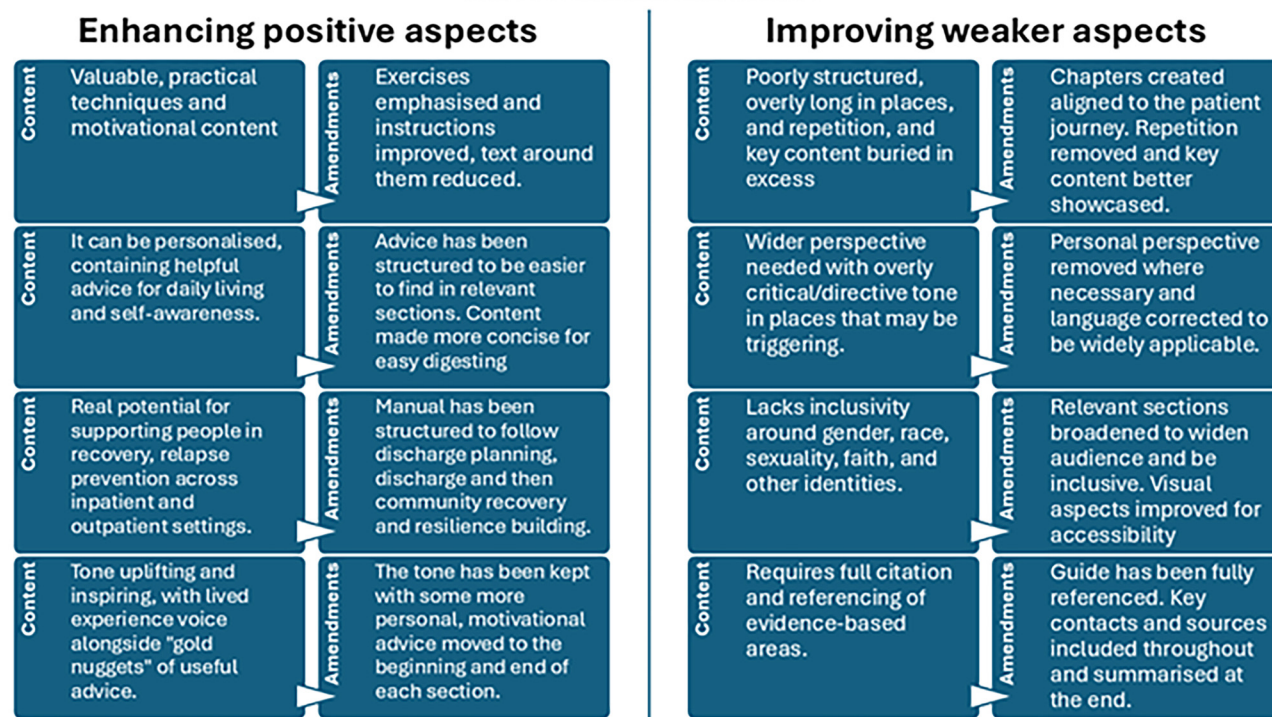 Enhancing positive aspects
Content
Valuable, practical
techniques and
motivational content
Amendments
Exercises
emphasised and
instructions
improved, text around
them reduced.
Content
It can be personalised,
containing helpful
advice for daily living
and self-awareness.
Amendments
Advice has been
structured to be easier
to find in relevant
sections. Content
made more concise for
easy digesting
Content
Real potential for
supporting people in
recovery, relapse
prevention across
inpatient and
outpatient settings.
Amendments
Manual has been
structured to follow
discharge planning,
discharge and then
community recovery
and resilience building.
Content
Tone uplifting and
inspiring, with lived
experience voice
alongside "gold
nuggets" of useful
advice.
Amendments
The tone has been kept
with some more
personal, motivational
advice moved to the
beginning and end of
each section.
Improving weaker aspects
Content
Poorly structured,
overly long in places,
and repetition, and
key content buried in
excess
Amendments
Chapters created
aligned to the patient
journey. Repetition
removed and key
content better
showcased.
Content
Wider perspective
needed with overly
critical/directive tone
in places that may be
triggering.
Amendments
Personal perspective
removed where
necessary and
language corrected to
be widely applicable.
Content
Lacks inclusivity
around gender, race,
sexuality, faith, and
other identities.
Amendments
Relevant sections
broadened to widen
audience and be
inclusive. Visual
aspects improved for
accessibility
Content
Requires full citation
and referencing of
evidence-based
areas.
Amendments
Guide has been fully
referenced. Key
contacts and sources
included throughout
and summarised at
the end.